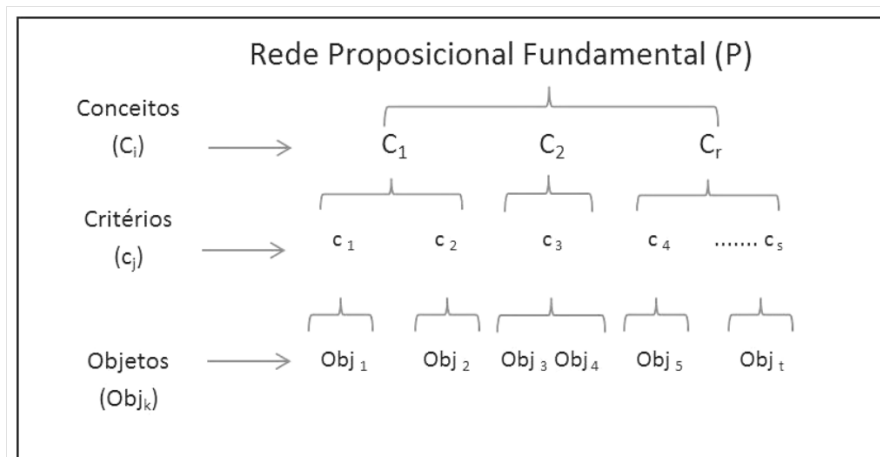 Rede Proposicional Fundamental (P)
Conceitos
(Cᵢ)
C₁ C₂ Cᵣ
Critérios
(cⱼ)
c ₁ c ₂ c ₃ c ₄ ....... c ₛ
Objetos
(Objₖ)
Obj ₁ Obj ₂ Obj ₃ Obj ₄ Obj ₅ Obj ₜ